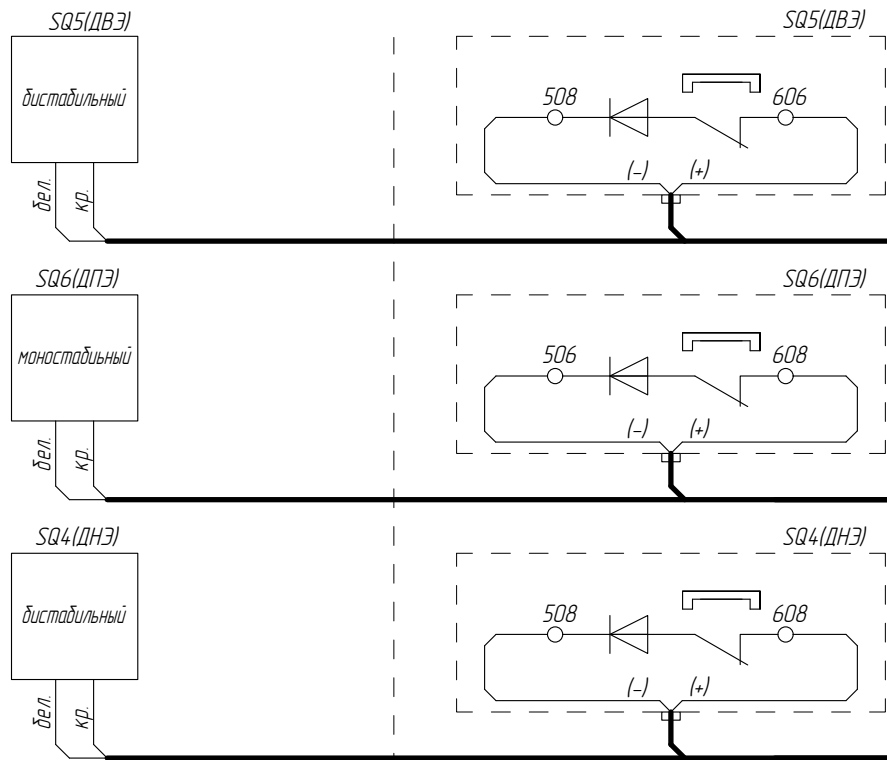 SQ5(ДВЭ)
бистабильный
бел.
кр.
SQ5(ДВЭ)
508
606
(-)
(+)
SQ6(ДПЭ)
моностабиьный
бел.
кр.
SQ6(ДПЭ)
506
608
(-)
(+)
SQ4(ДНЭ)
бистабильный
бел.
кр.
SQ4(ДНЭ)
508
608
(-)
(+)